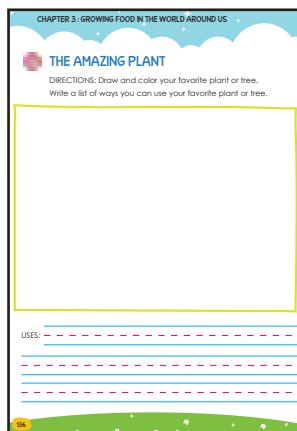 CHAPTER 3 : GROWING FOOD IN THE WORLD AROUND US
THE AMAZING PLANT
DIRECTIONS: Draw and color your favorite plant or tree.
Write a list of ways you can use your favorite plant or tree.
USES:
136